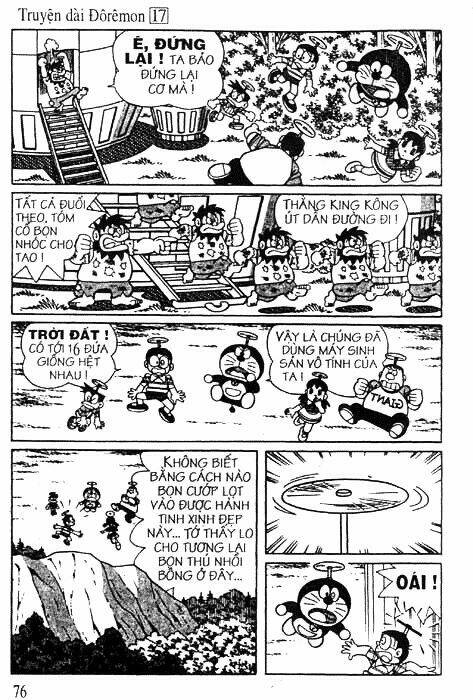 Truyện dài Đôrêmon 17
Ê, ĐỨNG
LẠI ! TA BẢO
ĐỨNG LẠI
CƠ MÀ !
TẤT CẢ ĐUỔI
THEO, TÓM
CỔ BỌN
NHÓC CHO
TAO !
THẰNG KING KÔNG
ÚT DẪN ĐƯỜNG ĐI !
TRỜI ĐẤT !
CÓ TỚI 16 ĐỨA
GIỐNG HỆT
NHAU !
VẬY LÀ CHÚNG ĐÃ
DÙNG MÁY SINH
SẢN VÔ TÍNH CỦA
TA !
GIANT
KHÔNG BIẾT
BẰNG CÁCH NÀO
BỌN CƯỚP LỌT
VÀO ĐƯỢC HÀNH
TINH XINH ĐẸP
NÀY... TỚ THẤY LO
CHO TƯƠNG LAI
BỌN THÚ NHỒI
BÔNG Ở ĐÂY...
OÁI !
76